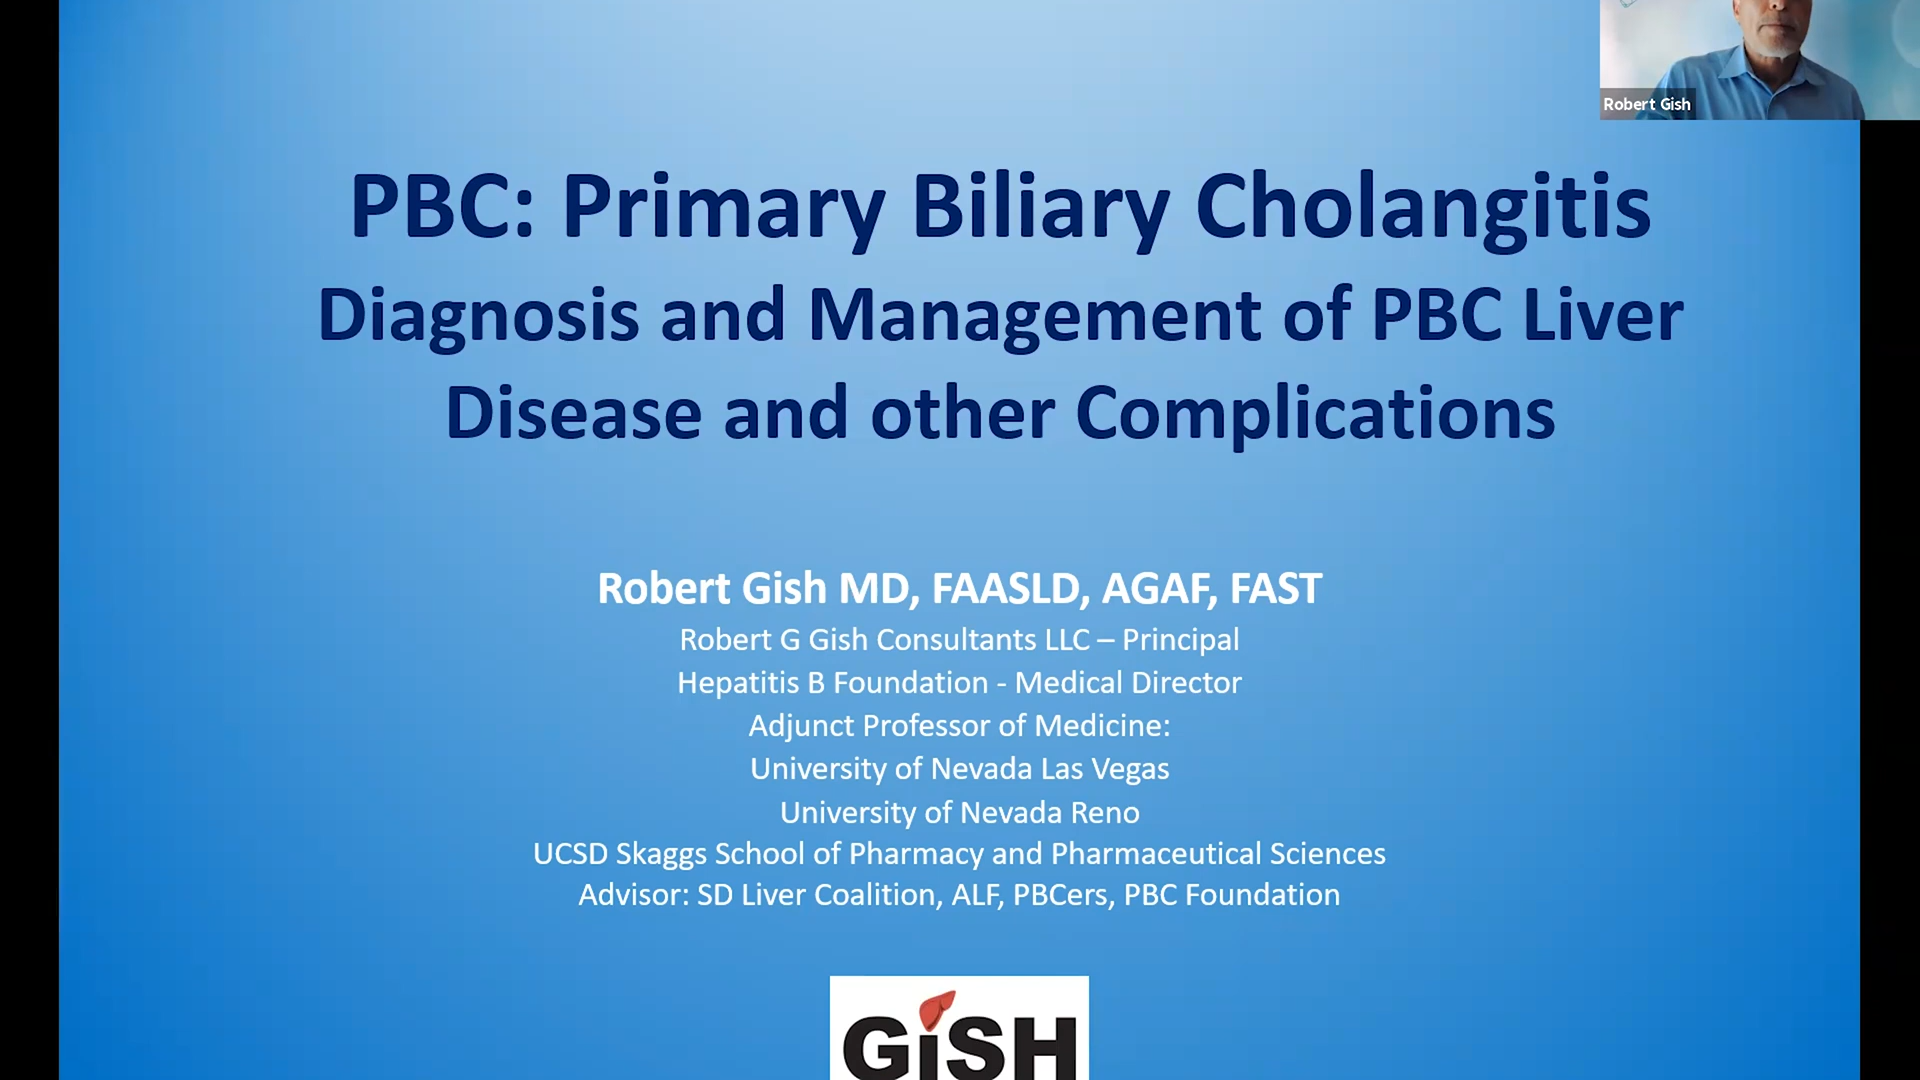 Robert Gish
PBC: Primary Biliary Cholangitis
Diagnosis and Management of PBC Liver
Disease and other Complications
Robert Gish MD, FAASLD, AGAF, FAST
Robert G Gish Consultants LLC – Principal
Hepatitis B Foundation - Medical Director
Adjunct Professor of Medicine:
University of Nevada Las Vegas
University of Nevada Reno
UCSD Skaggs School of Pharmacy and Pharmaceutical Sciences
Advisor: SD Liver Coalition, ALF, PBCers, PBC Foundation
GiSH